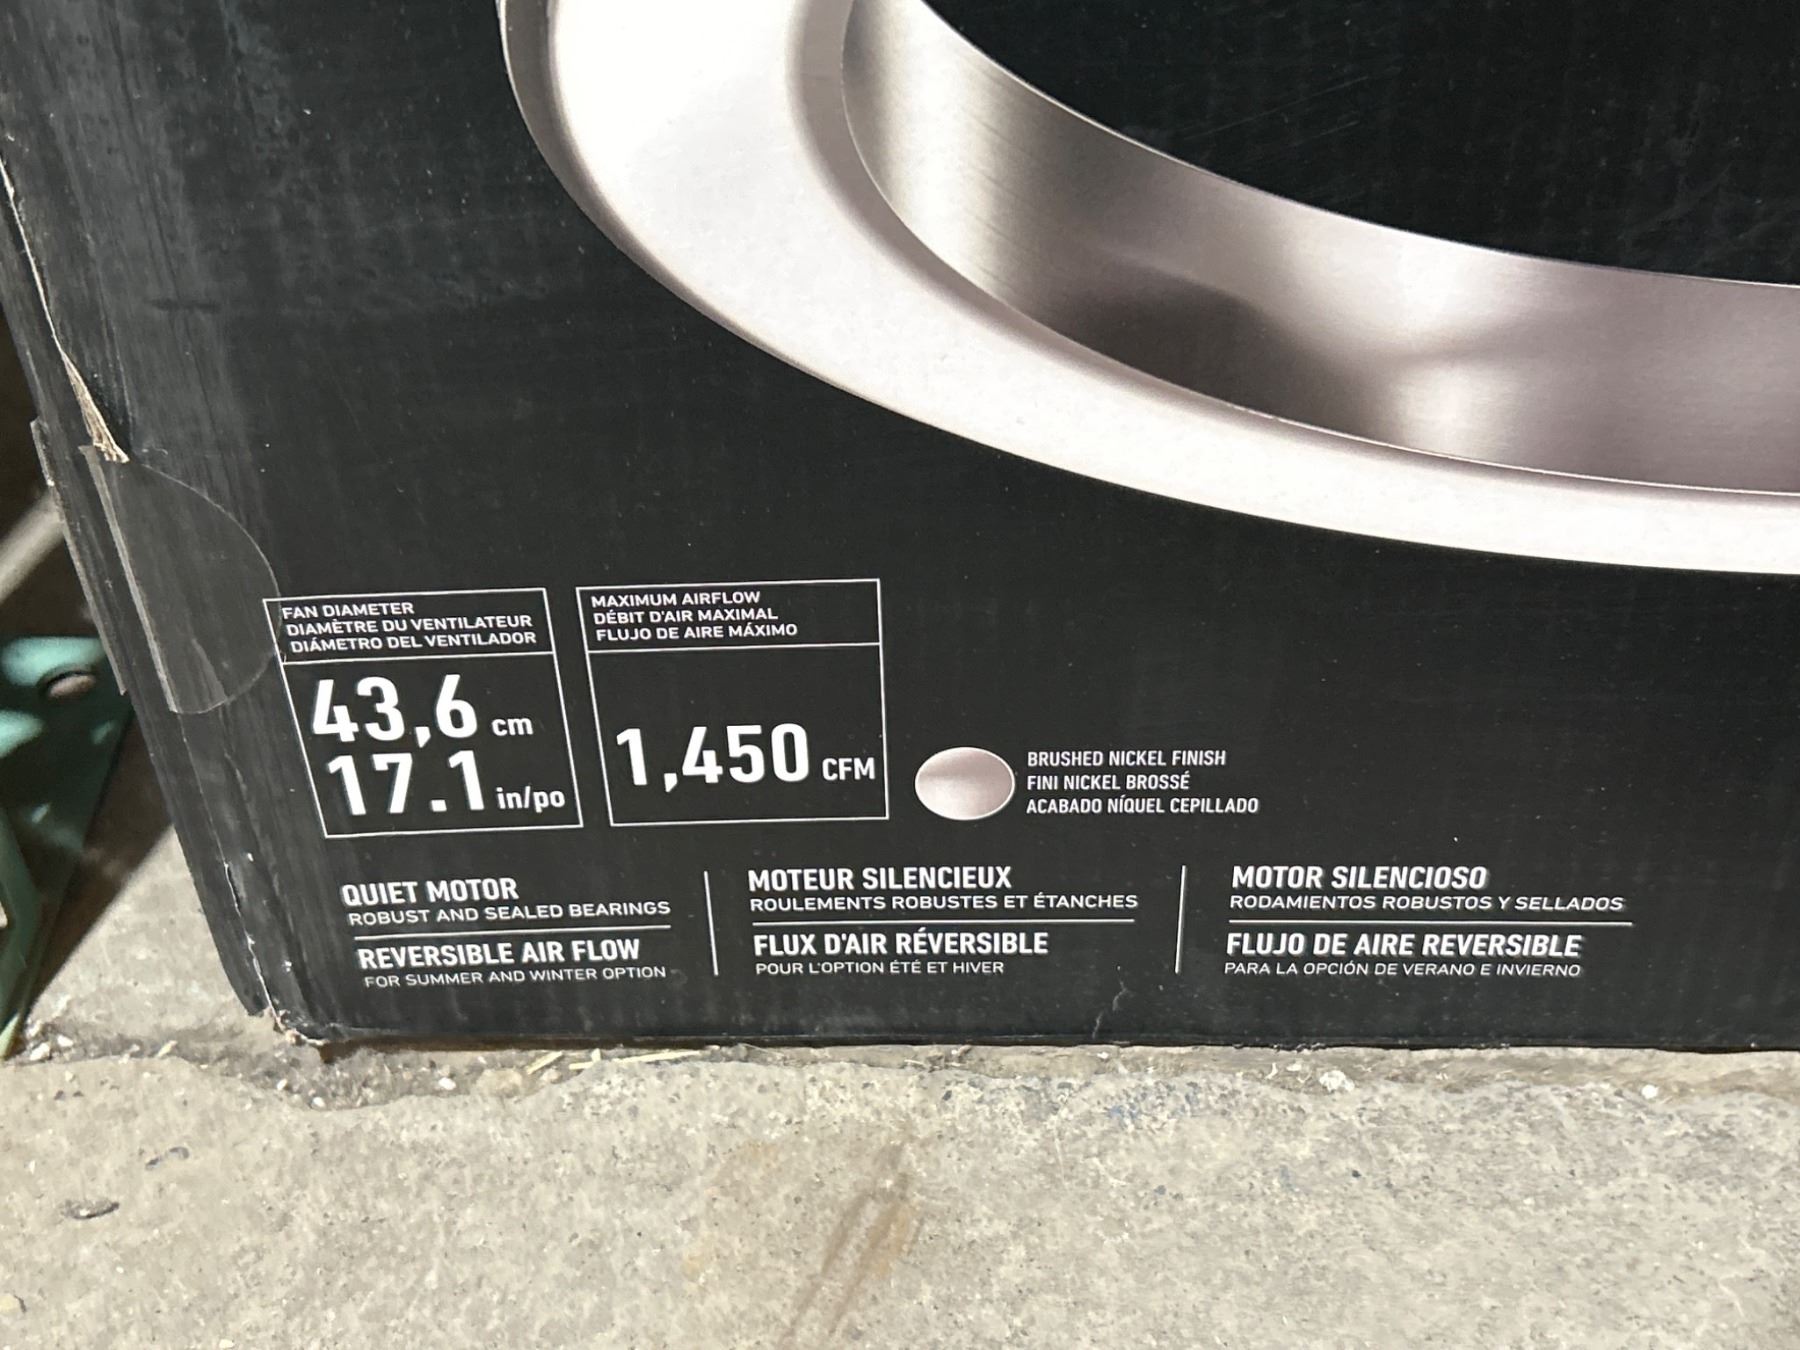 FAN DIAMETER
DIAMÈTRE DU VENTILATEUR
DIÁMETRO DEL VENTILADOR
43,6 cm
17.1 in/po
MAXIMUM AIRFLOW
DÉBIT D'AIR MAXIMAL
FLUJO DE AIRE MÁXIMO
1,450 CFM
BRUSHED NICKEL FINISH
FINI NICKEL BROSSÉ
ACABADO NÍQUEL CEPILLADO
QUIET MOTOR
ROBUST AND SEALED BEARINGS
REVERSIBLE AIR FLOW
FOR SUMMER AND WINTER OPTION
MOTEUR SILENCIEUX
ROULEMENTS ROBUSTES ET ÉTANCHES
FLUX D'AIR RÉVERSIBLE
POUR L'OPTION ÉTÉ ET HIVER
MOTOR SILENCIOSO
RODAMIENTOS ROBUSTOS Y SELLADOS
FLUJO DE AIRE REVERSIBLE
PARA LA OPCIÓN DE VERANO E INVIERNO